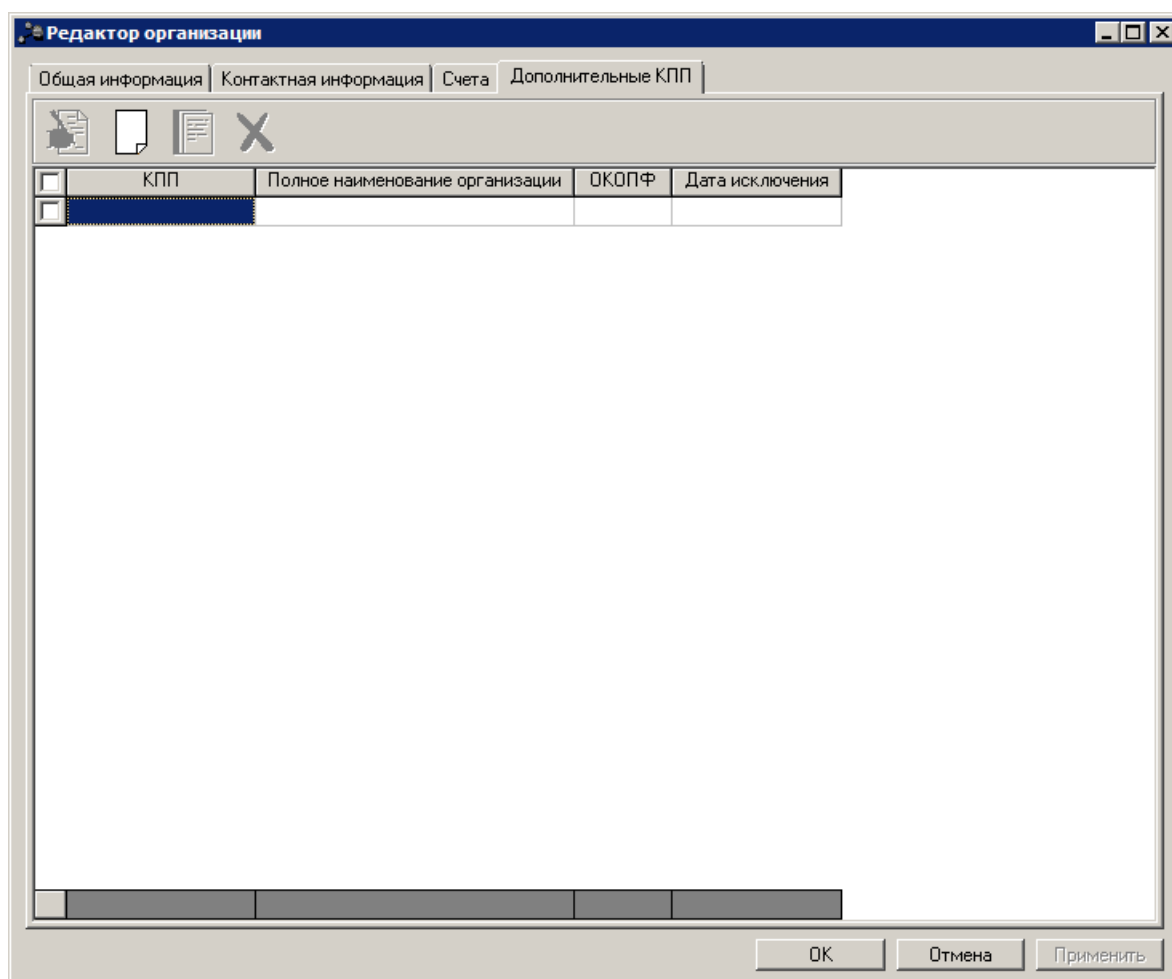 Редактор организации
Общая информация Контактная информация Счета Дополнительные КПП
КПП Полное наименование организации ОКОПФ Дата исключения
OK Отмена Применить